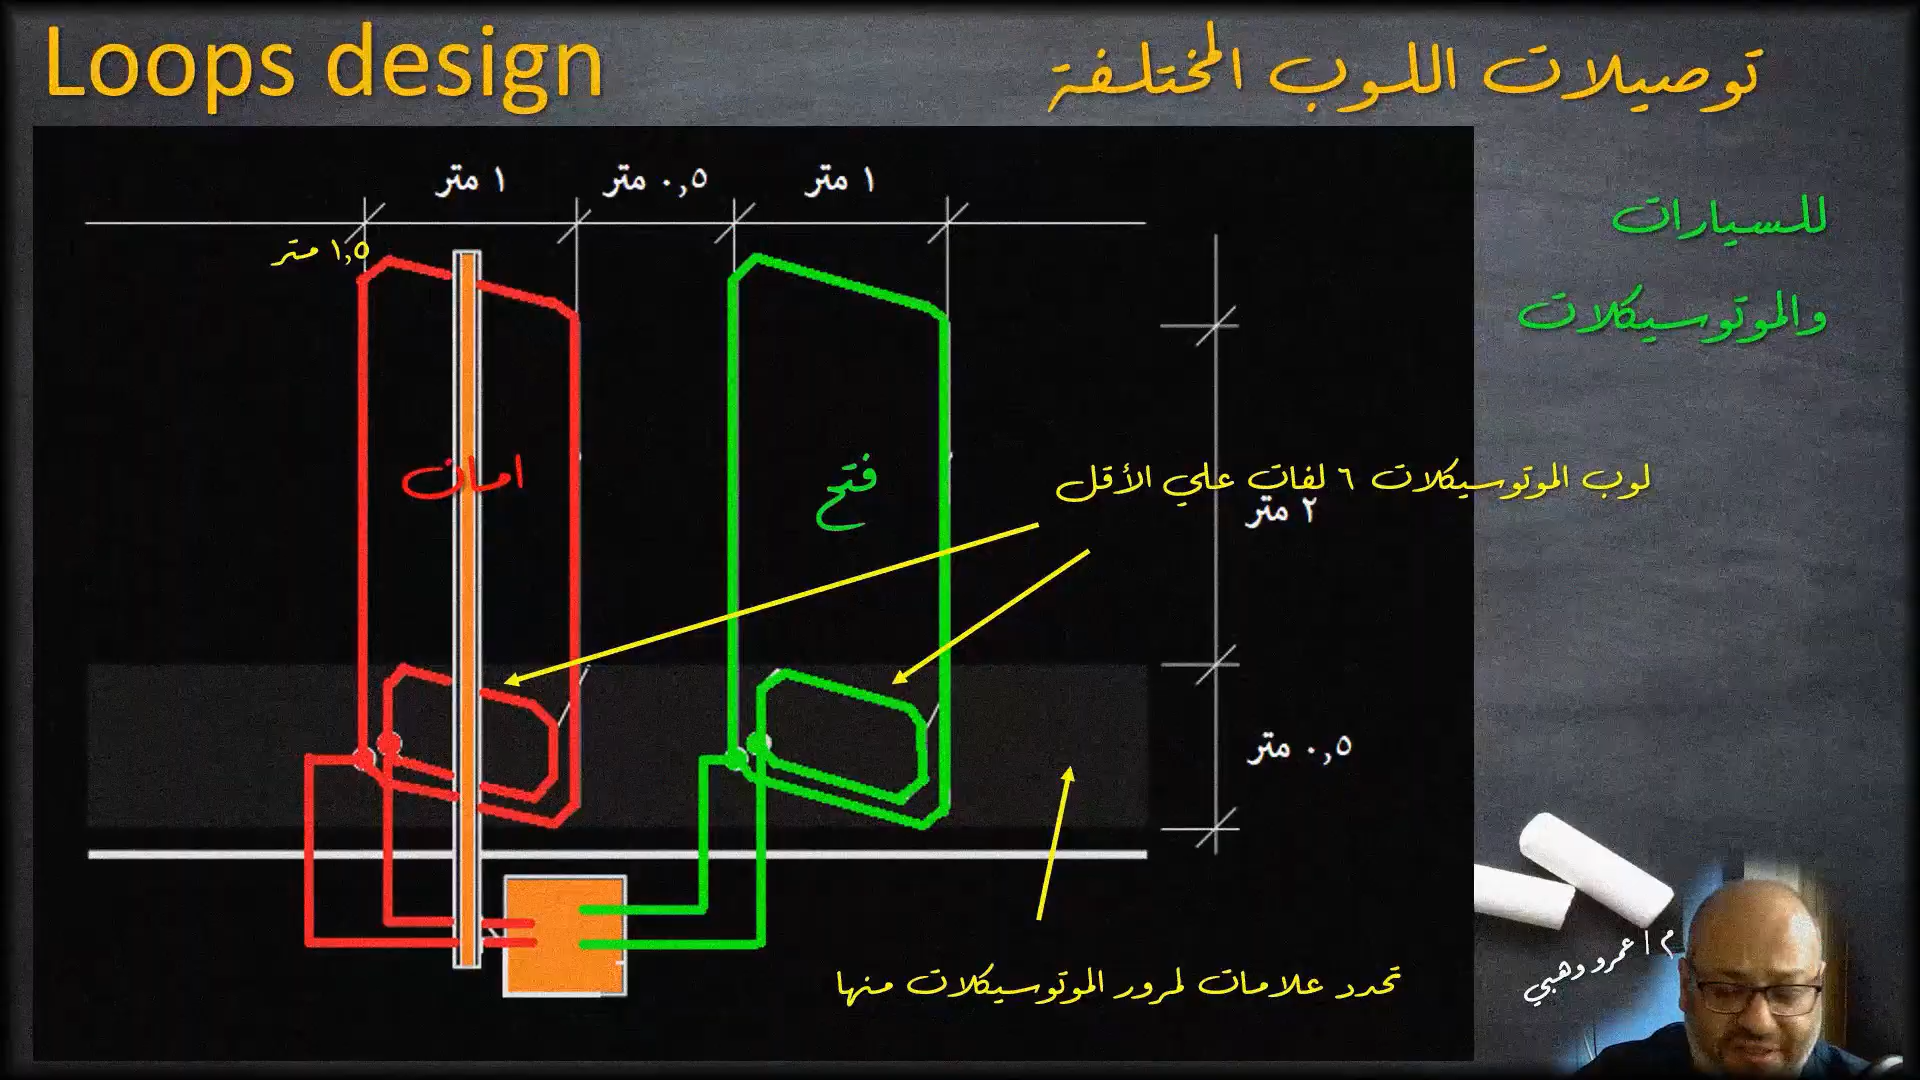 Loops design
توصيلات اللوب المختلفة
للسيارات
والموتوسيكلات
١ متر
٠,٥ متر
١ متر
١,٥ متر
امان
فتح
لوب الموتوسيكلات ٦ لفات علي الأقل
٢ متر
٠,٥ متر
تحدد علامات لمرور الموتوسيكلات منها
م / عمرو وهبي